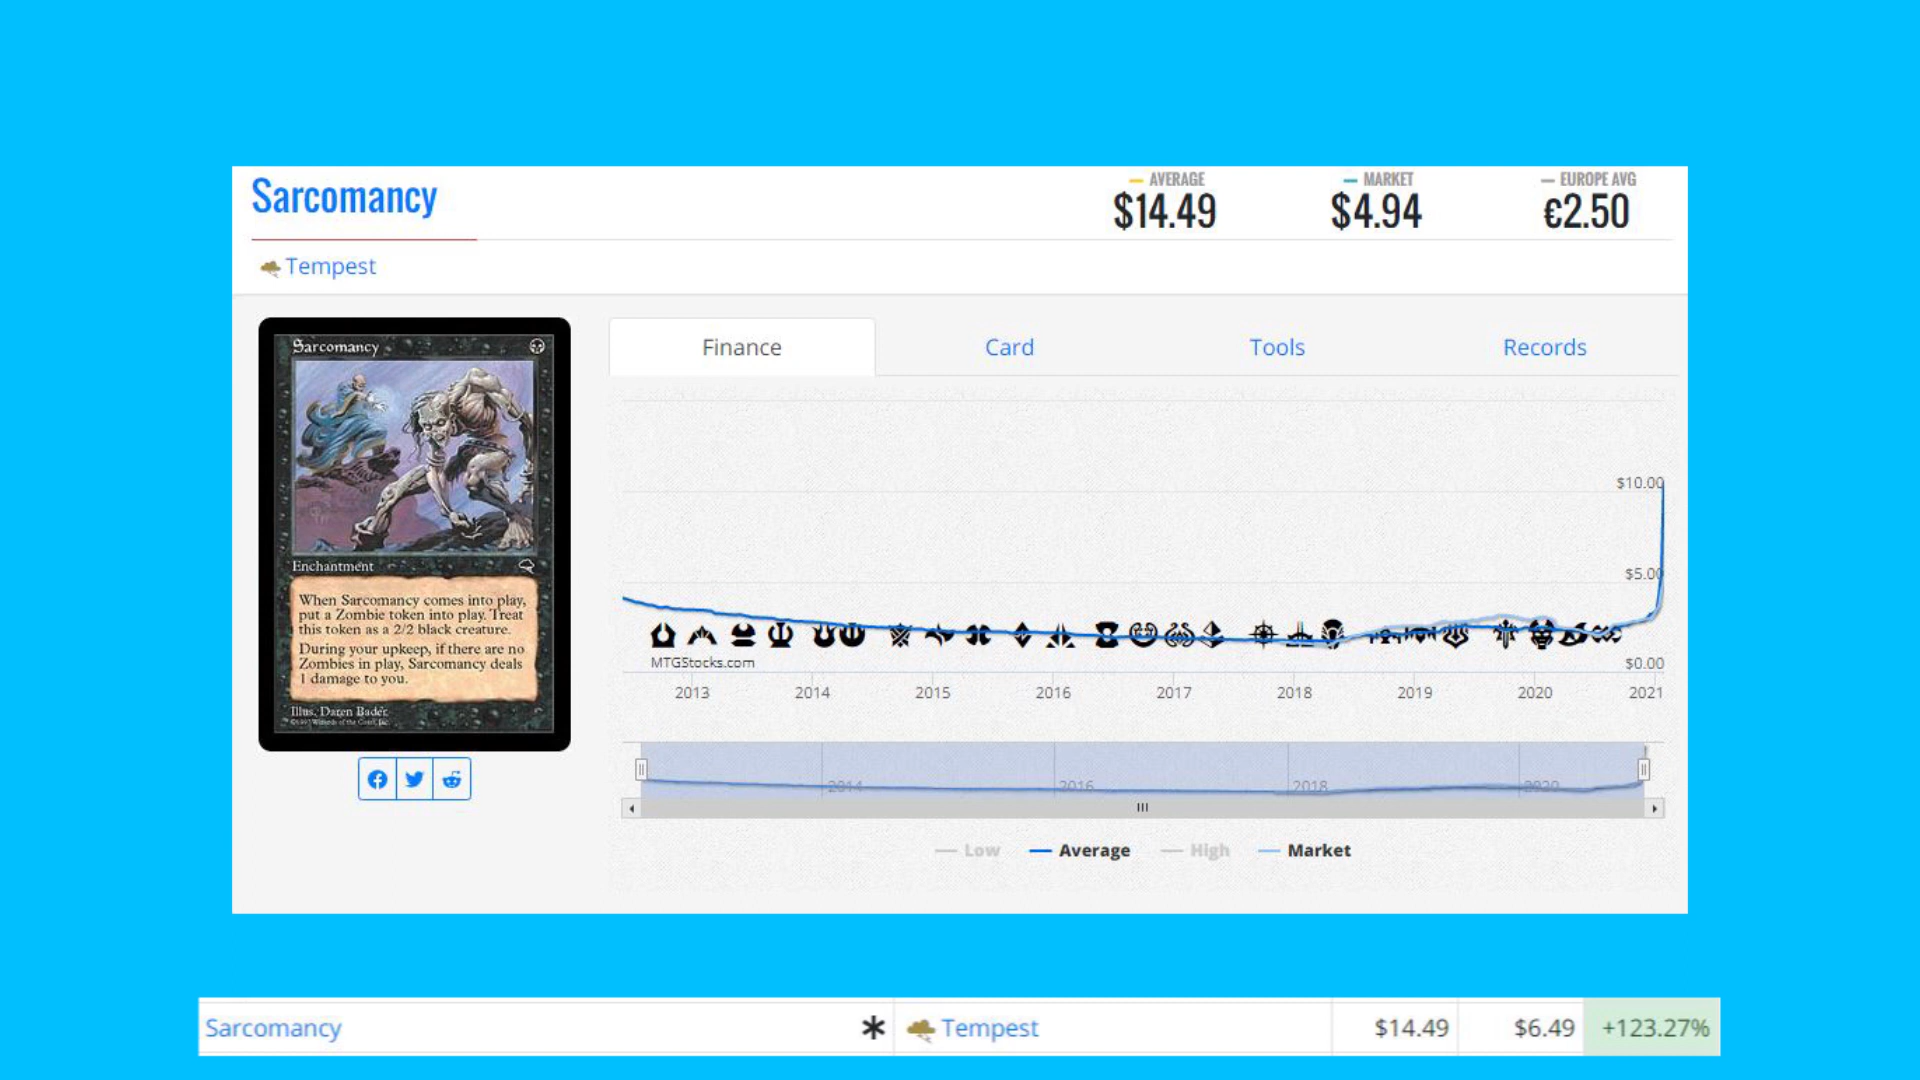 Sarcomancy
AVERAGE
$14.49
MARKET
$4.94
EUROPE AVG
€2.50
Tempest
Sarcomancy
Enchantment
When Sarcomancy comes into play,
put a Zombie token into play. Treat
this token as a 2/2 black creature.
During your upkeep, if there are no
Zombies in play, Sarcomancy deals
1 damage to you.
Illus. Daren Bader
Finance
Card
Tools
Records
$10.00
$5.00
$0.00
MTGStocks.com
2013 2014 2015 2016 2017 2018 2019 2020 2021
2014 2016 2018 2020
Low Average High Market
Sarcomancy * Tempest $14.49 $6.49 +123.27%